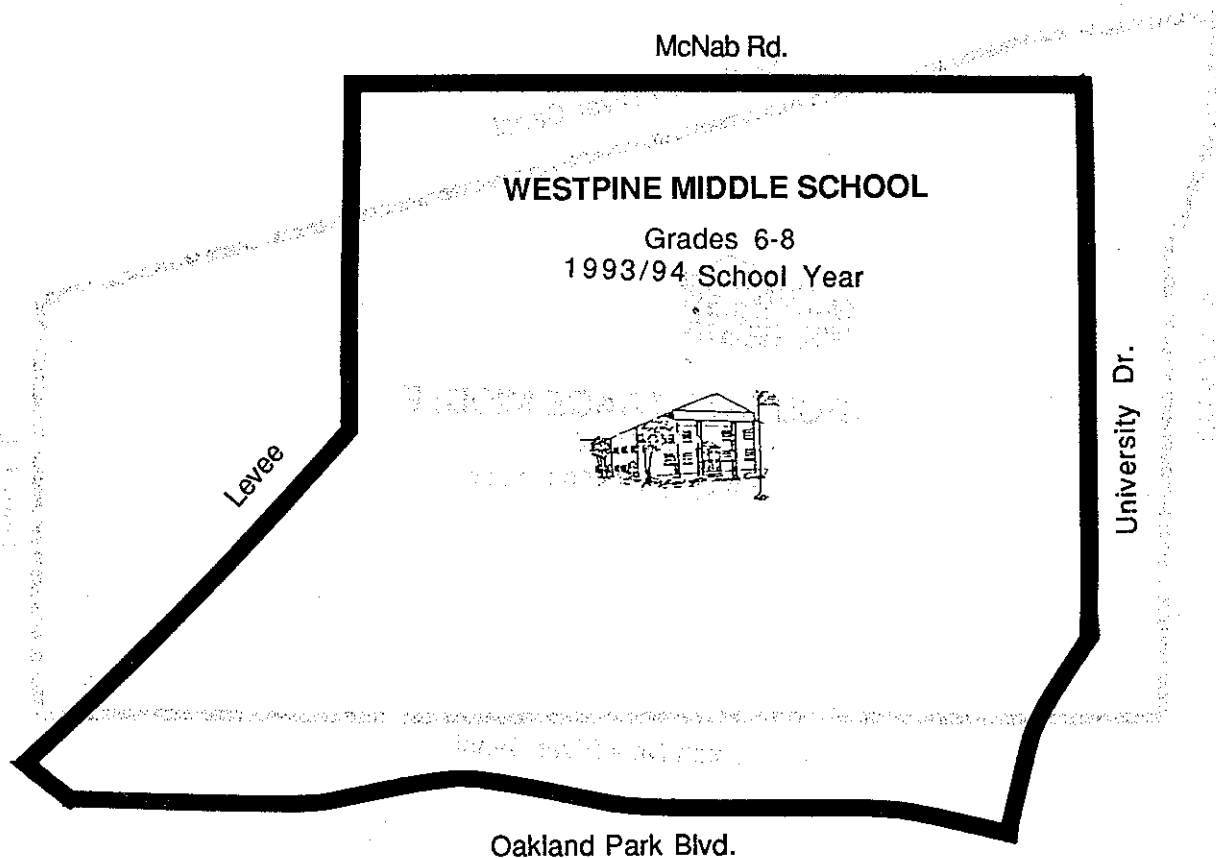 McNab Rd.
WESTPINE MIDDLE SCHOOL
Grades 6-8
1993/94 School Year
Levee
University Dr.
Oakland Park Blvd.